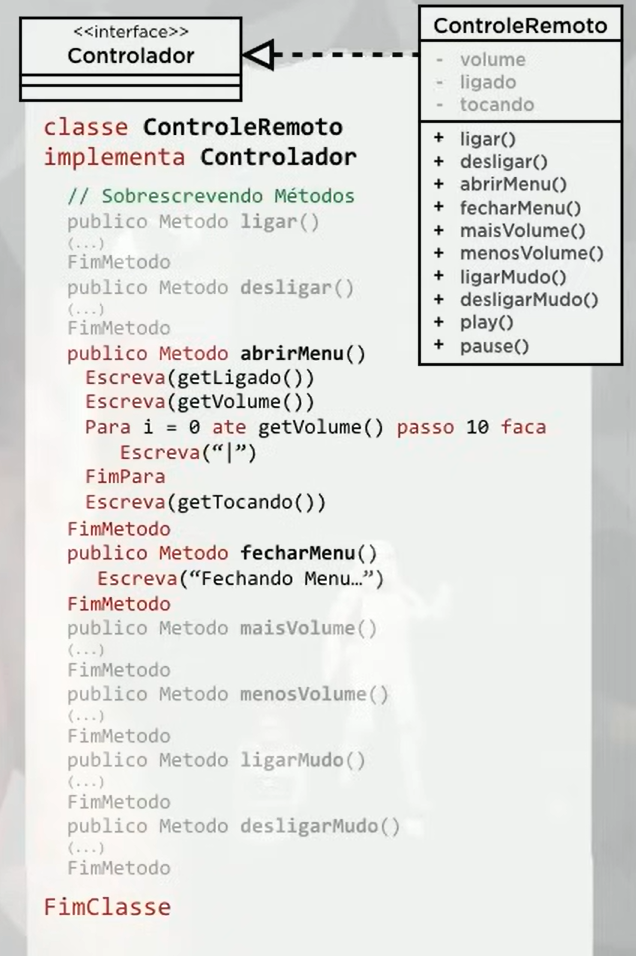 <<interface>>
Controlador
ControleRemoto
- volume
- ligado
- tocando
+ ligar()
+ desligar()
+ abrirMenu()
+ fecharMenu()
+ maisVolume()
+ menosVolume()
+ ligarMudo()
+ desligarMudo()
+ play()
+ pause()
classe ControleRemoto
implementa Controlador
// Sobrescrevendo Métodos
publico Metodo ligar()
(...)
FimMetodo
publico Metodo desligar()
(...)
FimMetodo
publico Metodo abrirMenu()
Escreva(getLigado())
Escreva(getVolume())
Para i = 0 ate getVolume() passo 10 faca
Escreva(“|”)
FimPara
Escreva(getTocando())
FimMetodo
publico Metodo fecharMenu()
Escreva(“Fechando Menu…”)
FimMetodo
publico Metodo maisVolume()
(...)
FimMetodo
publico Metodo menosVolume()
(...)
FimMetodo
publico Metodo ligarMudo()
(...)
FimMetodo
publico Metodo desligarMudo()
(...)
FimMetodo
FimClasse